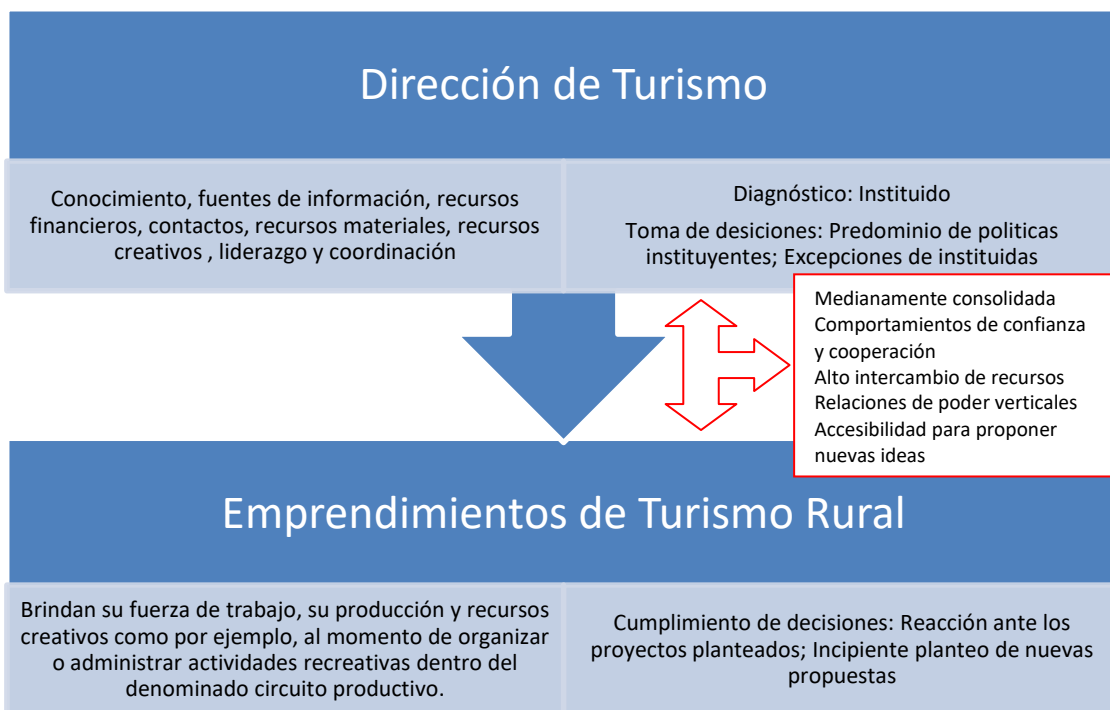 Dirección de Turismo
Conocimiento, fuentes de información, recursos
financieros, contactos, recursos materiales, recursos
creativos , liderazgo y coordinación
Diagnóstico: Instituido
Toma de desiciones: Predominio de politicas
instituyentes; Excepciones de instituidas
Medianamente consolidada
Comportamientos de confianza
y cooperación
Alto intercambio de recursos
Relaciones de poder verticales
Accesibilidad para proponer
nuevas ideas
Emprendimientos de Turismo Rural
Brindan su fuerza de trabajo, su producción y recursos
creativos como por ejemplo, al momento de organizar
o administrar actividades recreativas dentro del
denominado circuito productivo.
Cumplimiento de decisiones: Reacción ante los
proyectos planteados; Incipiente planteo de nuevas
propuestas